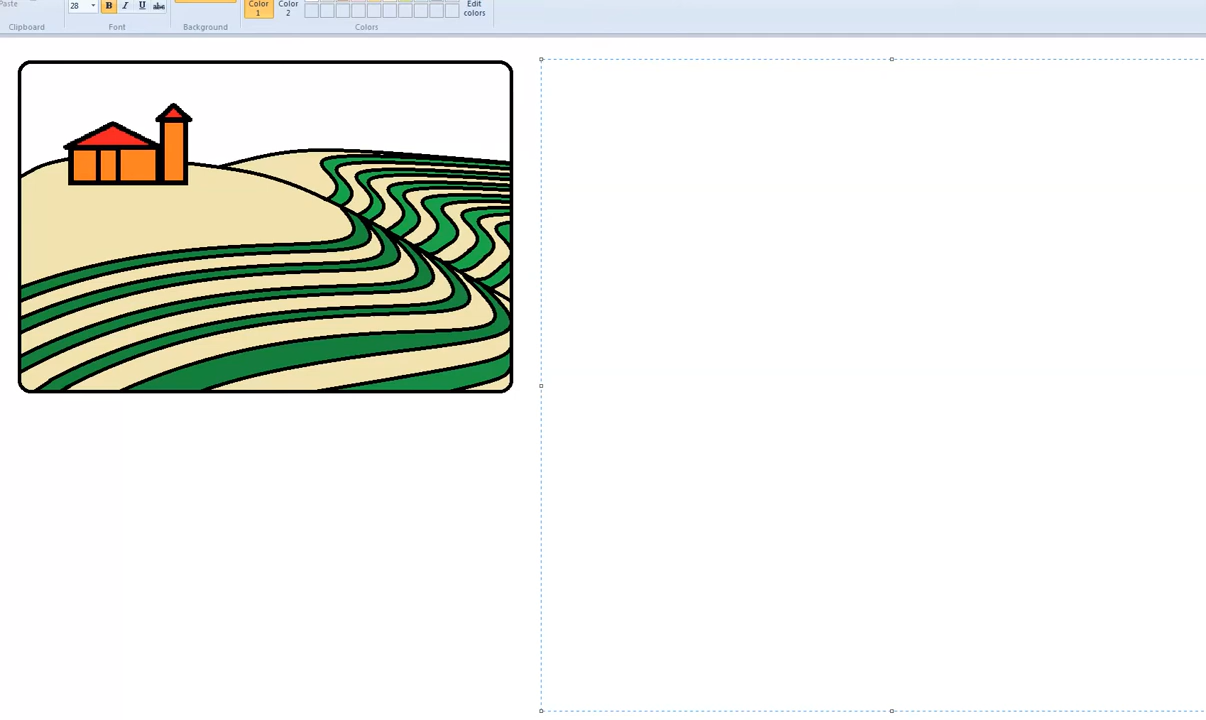 Paste
28
B I U abc
Color 1
Color 2
Edit colors
Clipboard
Font
Background
Colors